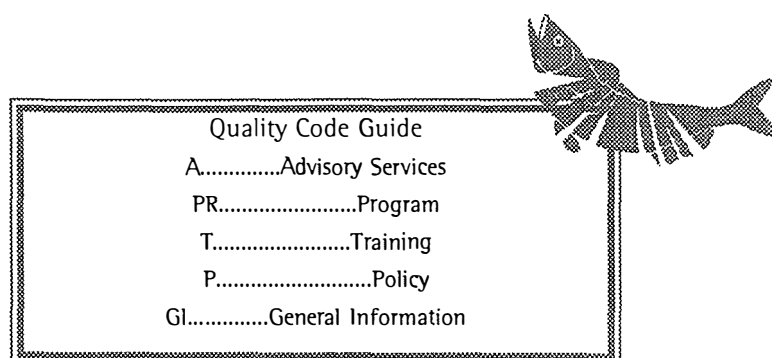 Quality Code Guide
A..............Advisory Services
PR........................Program
T.......................Training
P..........................Policy
GI..............General Information